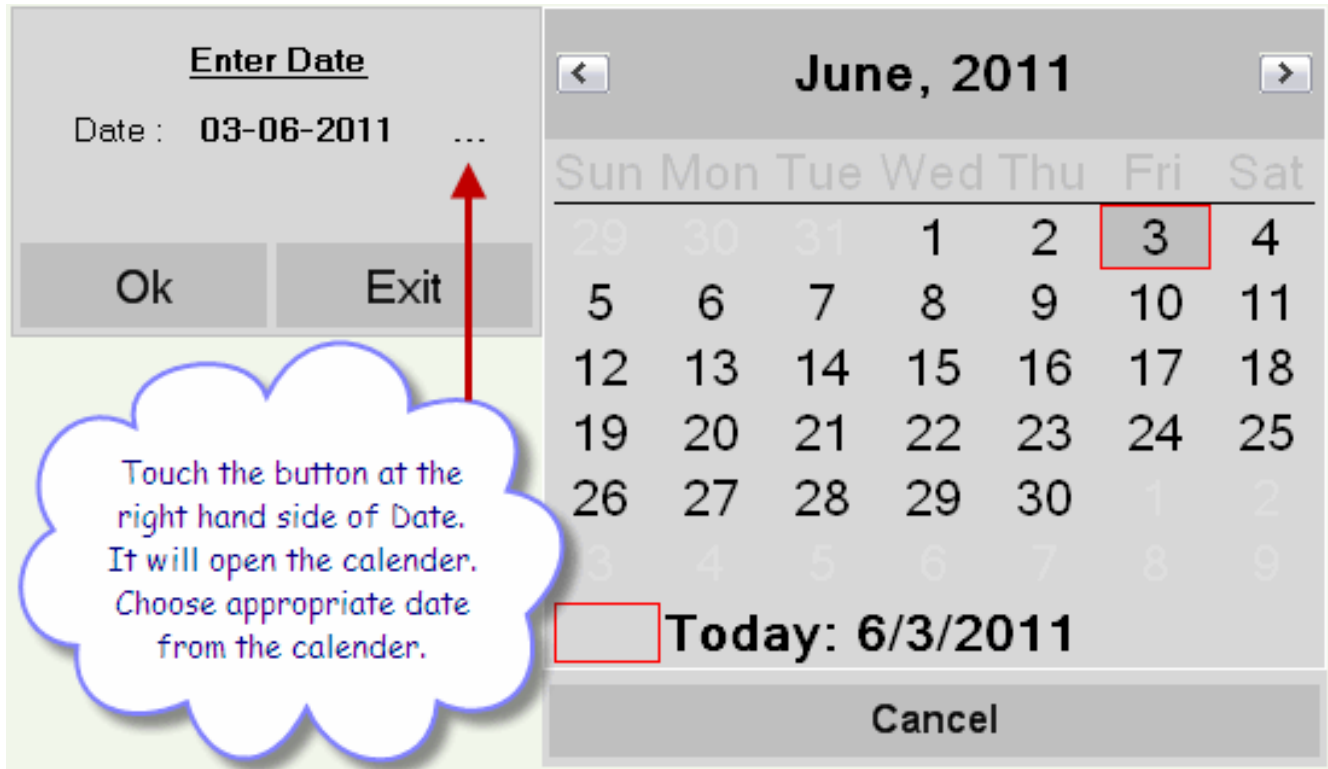 Enter Date
Date : 03-06-2011 ...
Ok Exit
Touch the button at the
right hand side of Date.
It will open the calender.
Choose appropriate date
from the calender.
< June, 2011 >
Sun Mon Tue Wed Thu Fri Sat
29 30 31 1 2 3 4
5 6 7 8 9 10 11
12 13 14 15 16 17 18
19 20 21 22 23 24 25
26 27 28 29 30 1 2
3 4 5 6 7 8 9
Today: 6/3/2011
Cancel